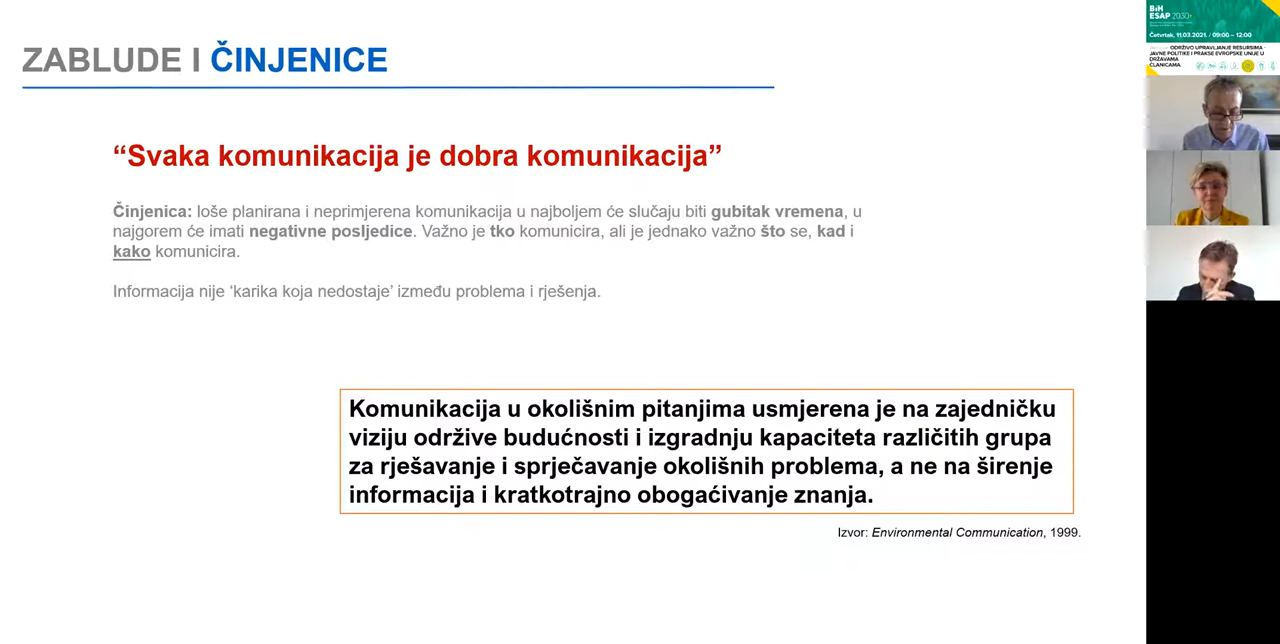 ZABLUDE I ČINJENICE
“Svaka komunikacija je dobra komunikacija”
Činjenica: loše planirana i neprimjerena komunikacija u najboljem će slučaju biti gubitak vremena, u
najgorem će imati negativne posljedice. Važno je tko komunicira, ali je jednako važno što se, kad i
kako komunicira.
Informacija nije ‘karika koja nedostaje’ između problema i rješenja.
Komunikacija u okolišnim pitanjima usmjerena je na zajedničku
viziju održive budućnosti i izgradnju kapaciteta različitih grupa
za rješavanje i sprječavanje okolišnih problema, a ne na širenje
informacija i kratkotrajno obogaćivanje znanja.
Izvor: Environmental Communication, 1999.
BiH
ESAP 2030+
Četvrtak, 11.03.2021. / 09:00 – 12:00
ODRŽIVO UPRAVLJANJE RESURSIMA -
JAVNE POLITIKE I PRAKSE EVROPSKE UNIJE U
DRŽAVAMA
ČLANICAMA